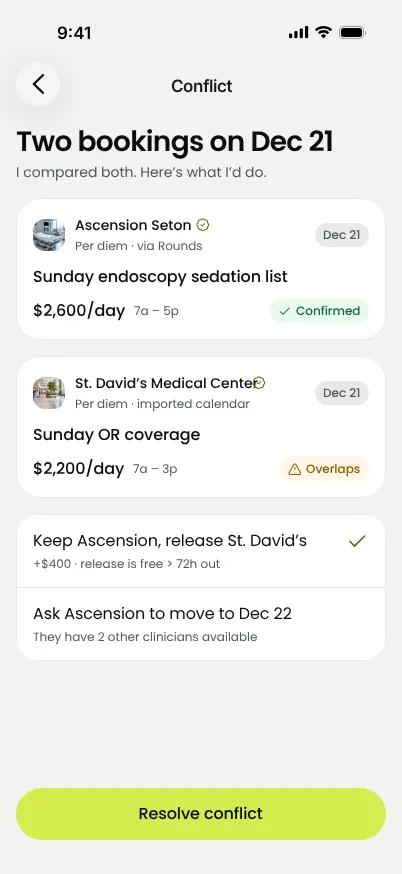 9:41
Conflict
Two bookings on Dec 21
I compared both. Here’s what I’d do.
Ascension Seton
Per diem · via Rounds
Dec 21
Sunday endoscopy sedation list
$2,600/day 7a – 5p
Confirmed
St. David’s Medical Center
Per diem · imported calendar
Dec 21
Sunday OR coverage
$2,200/day 7a – 3p
Overlaps
Keep Ascension, release St. David’s
+$400 · release is free > 72h out
Ask Ascension to move to Dec 22
They have 2 other clinicians available
Resolve conflict